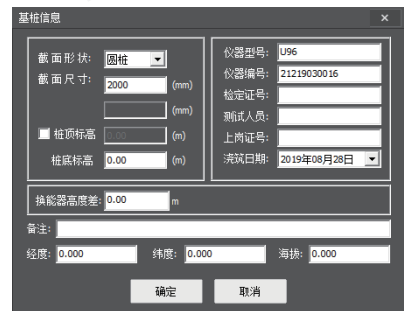 基桩信息
截面形状: 圆桩
截面尺寸: 2000 (mm)
(mm)
桩顶标高 0.00 (m)
桩底标高 0.00 (m)
仪器型号: U96
仪器编号: 21219030016
检定证号:
测试人员:
上岗证号:
浇筑日期: 2019年08月28日
换能器高度差: 0.00 m
备注:
经度: 0.000 纬度: 0.000 海拔: 0.000
确定 取消